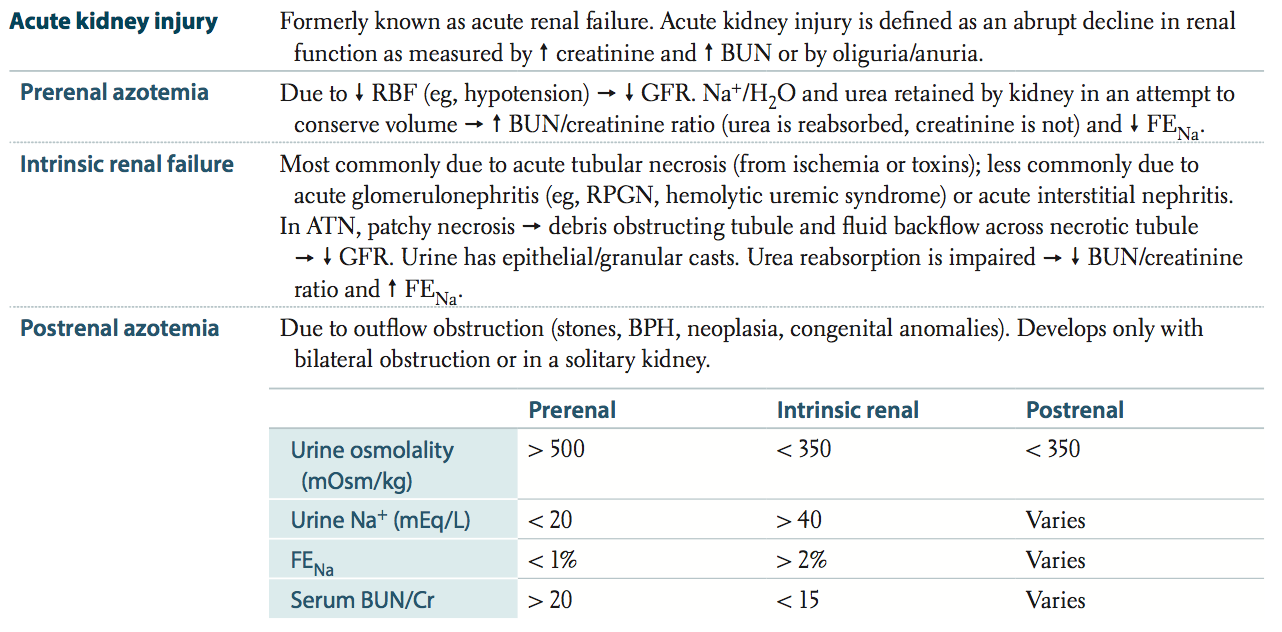 Acute kidney injury Formerly known as acute renal failure. Acute kidney injury is defined as an abrupt decline in renal
function as measured by ↑ creatinine and ↑ BUN or by oliguria/anuria.
Prerenal azotemia Due to ↓ RBF (eg, hypotension) → ↓ GFR. Na⁺/H₂O and urea retained by kidney in an attempt to
conserve volume → ↑ BUN/creatinine ratio (urea is reabsorbed, creatinine is not) and ↓ FENa.
Intrinsic renal failure Most commonly due to acute tubular necrosis (from ischemia or toxins); less commonly due to
acute glomerulonephritis (eg, RPGN, hemolytic uremic syndrome) or acute interstitial nephritis.
In ATN, patchy necrosis → debris obstructing tubule and fluid backflow across necrotic tubule
→ ↓ GFR. Urine has epithelial/granular casts. Urea reabsorption is impaired → ↓ BUN/creatinine
ratio and ↑ FENa.
Postrenal azotemia Due to outflow obstruction (stones, BPH, neoplasia, congenital anomalies). Develops only with
bilateral obstruction or in a solitary kidney.
Prerenal Intrinsic renal Postrenal
Urine osmolality > 500 < 350 < 350
(mOsm/kg)
Urine Na⁺ (mEq/L) < 20 > 40 Varies
FENa < 1% > 2% Varies
Serum BUN/Cr > 20 < 15 Varies